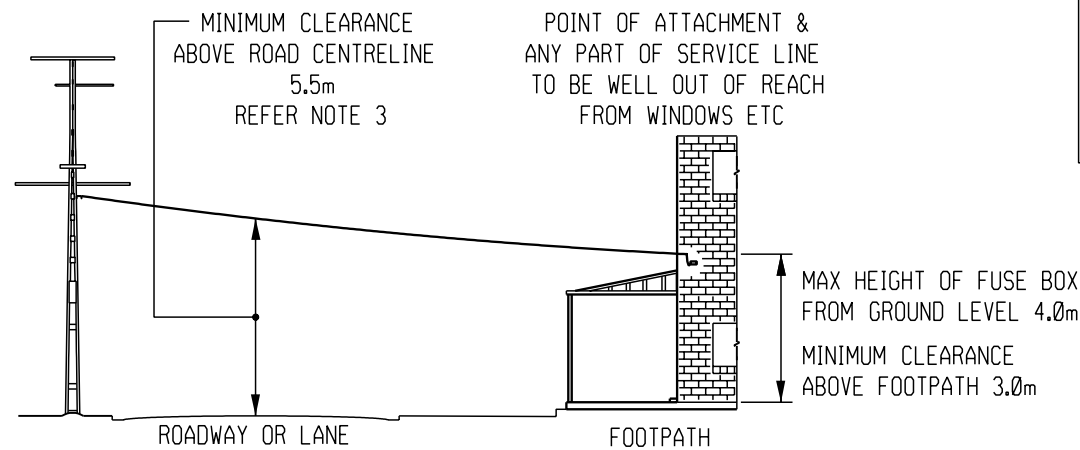 MINIMUM CLEARANCE
ABOVE ROAD CENTRELINE
5.5m
REFER NOTE 3
POINT OF ATTACHMENT &
ANY PART OF SERVICE LINE
TO BE WELL OUT OF REACH
FROM WINDOWS ETC
MAX HEIGHT OF FUSE BOX
FROM GROUND LEVEL 4.0m
MINIMUM CLEARANCE
ABOVE FOOTPATH 3.0m
ROADWAY OR LANE
FOOTPATH